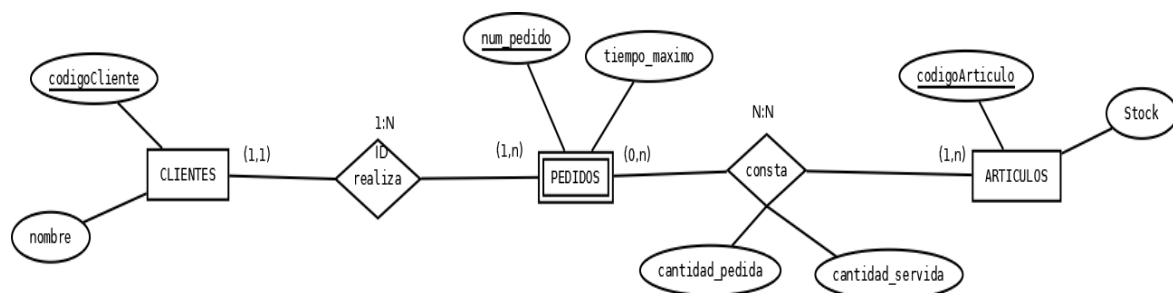 num_pedido
tiempo_maximo
codigoCliente
codigoArticulo
Stock
1:N
ID
N:N
(1,1)
(1,n)
(0,n)
(1,n)
CLIENTES
realiza
PEDIDOS
consta
ARTICULOS
nombre
cantidad_pedida
cantidad_servida